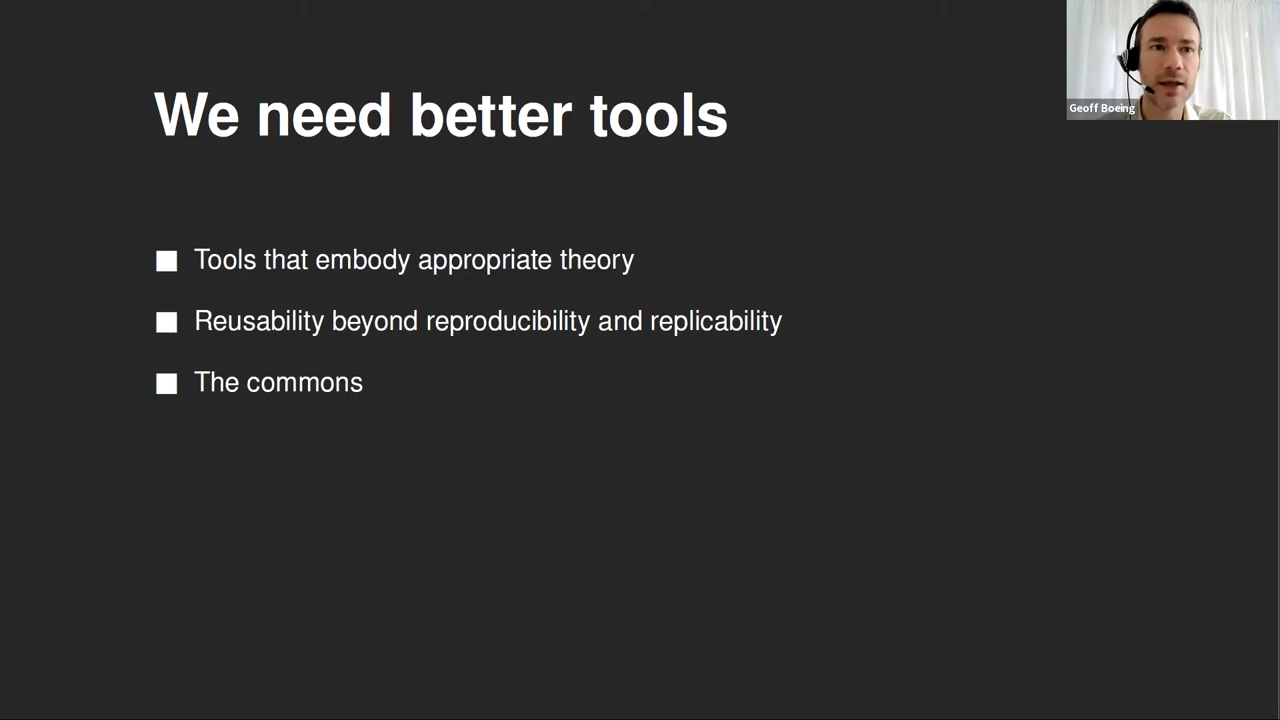 We need better tools
Geoff Boeing
Tools that embody appropriate theory
Reusability beyond reproducibility and replicability
The commons